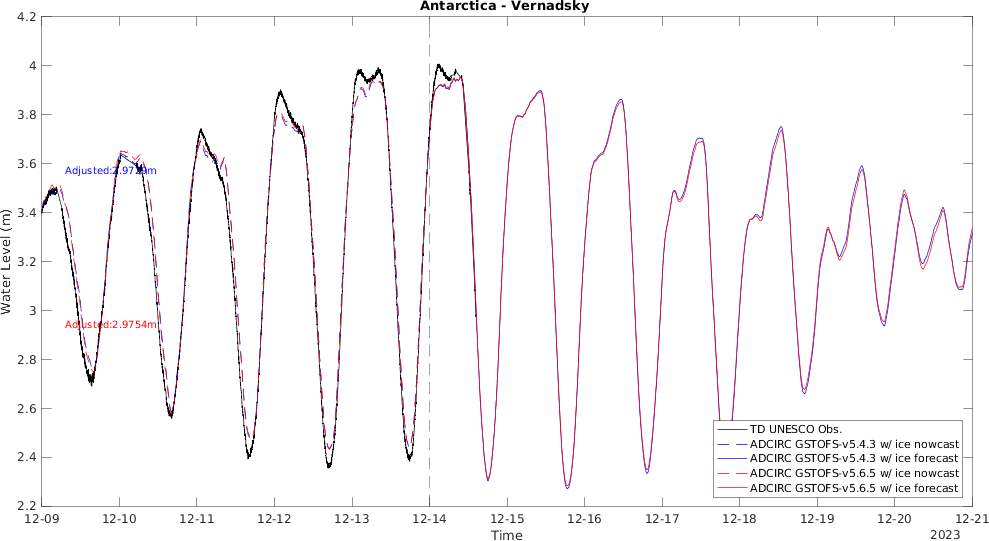 Antarctica - Vernadsky
4.2
4
3.8
3.6
3.4
3.2
3
2.8
2.6
2.4
2.2
Water Level (m)
Adjusted:2.9729m
Adjusted:2.9754m
TD UNESCO Obs.
ADCIRC GSTOFS-v5.4.3 w/ ice nowcast
ADCIRC GSTOFS-v5.4.3 w/ ice forecast
ADCIRC GSTOFS-v5.6.5 w/ ice nowcast
ADCIRC GSTOFS-v5.6.5 w/ ice forecast
12-09 12-10 12-11 12-12 12-13 12-14 12-15 12-16 12-17 12-18 12-19 12-20 12-21
Time
2023